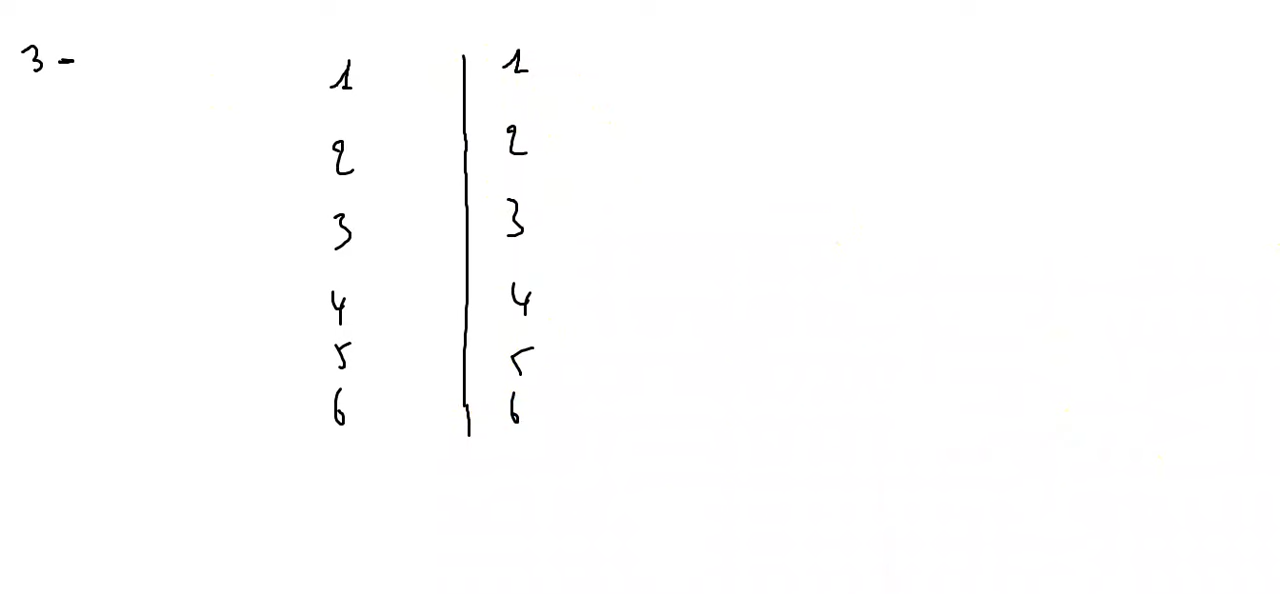 3 - 1 | 1
2 | 2
3 | 3
4 | 4
5 | 5
6 | 6